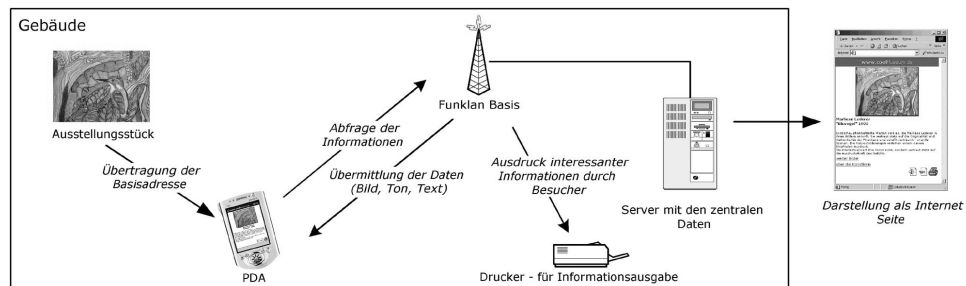 Gebäude
Ausstellungsstück
Übertragung der
Basisadresse
PDA
Abfrage der
Informationen
Übermittlung der Daten
(Bild, Ton, Text)
Funklan Basis
Ausdruck interessanter
Informationen durch
Besucher
Drucker - für Informationsausgabe
Server mit den zentralen
Daten
Darstellung als Internet
Seite